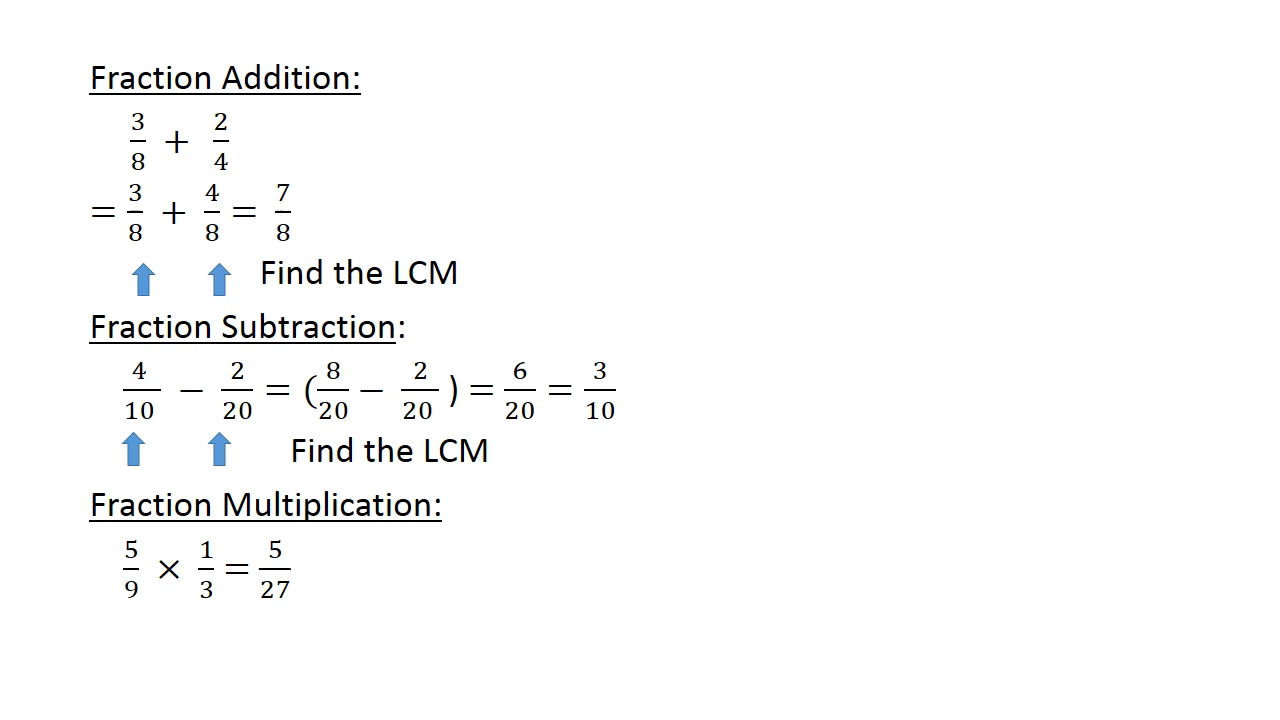 Fraction Addition:
3/8 + 2/4
= 3/8 + 4/8 = 7/8
Find the LCM
Fraction Subtraction:
4/10 − 2/20 = (8/20 − 2/20 ) = 6/20 = 3/10
Find the LCM
Fraction Multiplication:
5/9 × 1/3 = 5/27